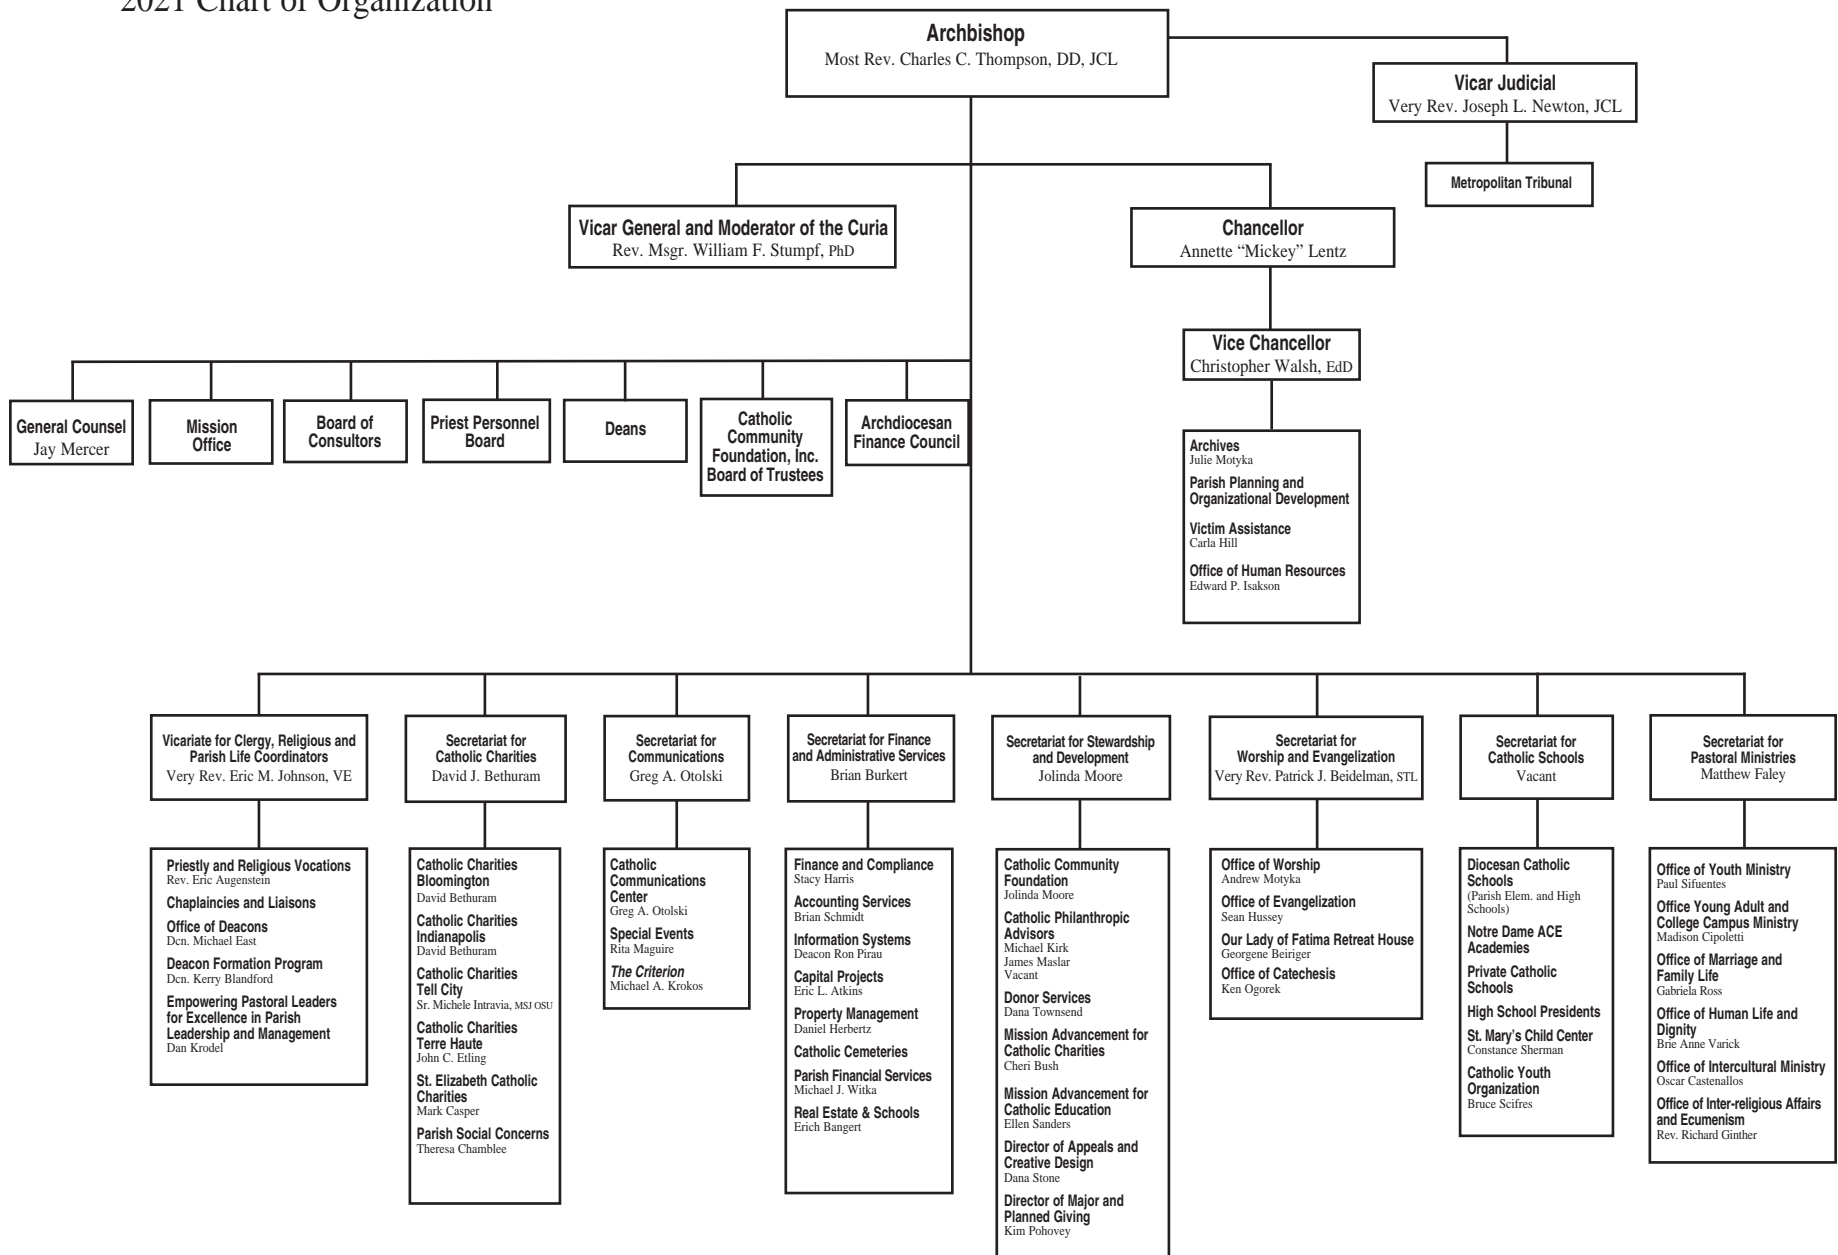 2021 Chart of Organization
Archbishop
Most Rev. Charles C. Thompson, DD, JCL
Vicar Judicial
Very Rev. Joseph L. Newton, JCL
Metropolitan Tribunal
Vicar General and Moderator of the Curia
Rev. Msgr. William F. Stumpf, PhD
Chancellor
Annette “Mickey” Lentz
Vice Chancellor
Christopher Walsh, EdD
General Counsel
Jay Mercer
Mission
Office
Board of
Consultors
Priest Personnel
Board
Deans
Catholic
Community
Foundation, Inc.
Board of Trustees
Archdiocesan
Finance Council
Archives
Julie Motyka
Parish Planning and
Organizational Development
Victim Assistance
Carla Hill
Office of Human Resources
Edward P. Isakson
Vicariate for Clergy, Religious and
Parish Life Coordinators
Very Rev. Eric M. Johnson, VE
Secretariat for
Catholic Charities
David J. Bethuram
Secretariat for
Communications
Greg A. Otolski
Secretariat for Finance
and Administrative Services
Brian Burkert
Secretariat for Stewardship
and Development
Jolinda Moore
Secretariat for
Worship and Evangelization
Very Rev. Patrick J. Beidelman, STL
Secretariat for
Catholic Schools
Vacant
Secretariat for
Pastoral Ministries
Matthew Faley
Priestly and Religious Vocations
Rev. Eric Augenstein
Chaplaincies and Liaisons
Office of Deacons
Dcn. Michael East
Deacon Formation Program
Dcn. Kerry Blandford
Empowering Pastoral Leaders
for Excellence in Parish
Leadership and Management
Dan Krodel
Catholic Charities
Bloomington
David Bethuram
Catholic Charities
Indianapolis
David Bethuram
Catholic Charities
Tell City
Sr. Michele Intravia, MSJ OSU
Catholic Charities
Terre Haute
John C. Etling
St. Elizabeth Catholic
Charities
Mark Casper
Parish Social Concerns
Theresa Chamblee
Catholic
Communications
Center
Greg A. Otolski
Special Events
Rita Maguire
The Criterion
Michael A. Krokos
Finance and Compliance
Stacy Harris
Accounting Services
Brian Schmidt
Information Systems
Deacon Ron Pirau
Capital Projects
Eric L. Atkins
Property Management
Daniel Herbertz
Catholic Cemeteries
Parish Financial Services
Michael J. Witka
Real Estate & Schools
Erich Bangert
Catholic Community
Foundation
Jolinda Moore
Catholic Philanthropic
Advisors
Michael Kirk
James Maslar
Vacant
Donor Services
Dana Townsend
Mission Advancement for
Catholic Charities
Cheri Bush
Mission Advancement for
Catholic Education
Ellen Sanders
Director of Appeals and
Creative Design
Dana Stone
Director of Major and
Planned Giving
Kim Pohovey
Office of Worship
Andrew Motyka
Office of Evangelization
Sean Hussey
Our Lady of Fatima Retreat House
Georgene Beiriger
Office of Catechesis
Ken Ogorek
Diocesan Catholic
Schools
(Parish Elem. and High
Schools)
Notre Dame ACE
Academies
Private Catholic
Schools
High School Presidents
St. Mary’s Child Center
Constance Sherman
Catholic Youth
Organization
Bruce Scifres
Office of Youth Ministry
Paul Sifuentes
Office Young Adult and
College Campus Ministry
Madison Cipoletti
Office of Marriage and
Family Life
Gabriela Ross
Office of Human Life and
Dignity
Brie Anne Varick
Office of Intercultural Ministry
Oscar Castenallos
Office of Inter-religious Affairs
and Ecumenism
Rev. Richard Ginther